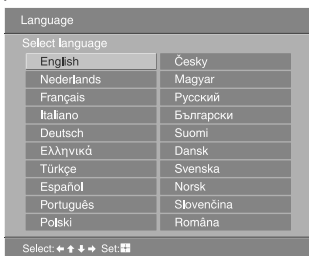 Language
Select language
English Česky
Nederlands Magyar
Français Русский
Italiano Български
Deutsch Suomi
Ελληνικά Dansk
Türkçe Svenska
Español Norsk
Português Slovenčina
Polski Româna
Select: ← ↑ ↓ → Set: